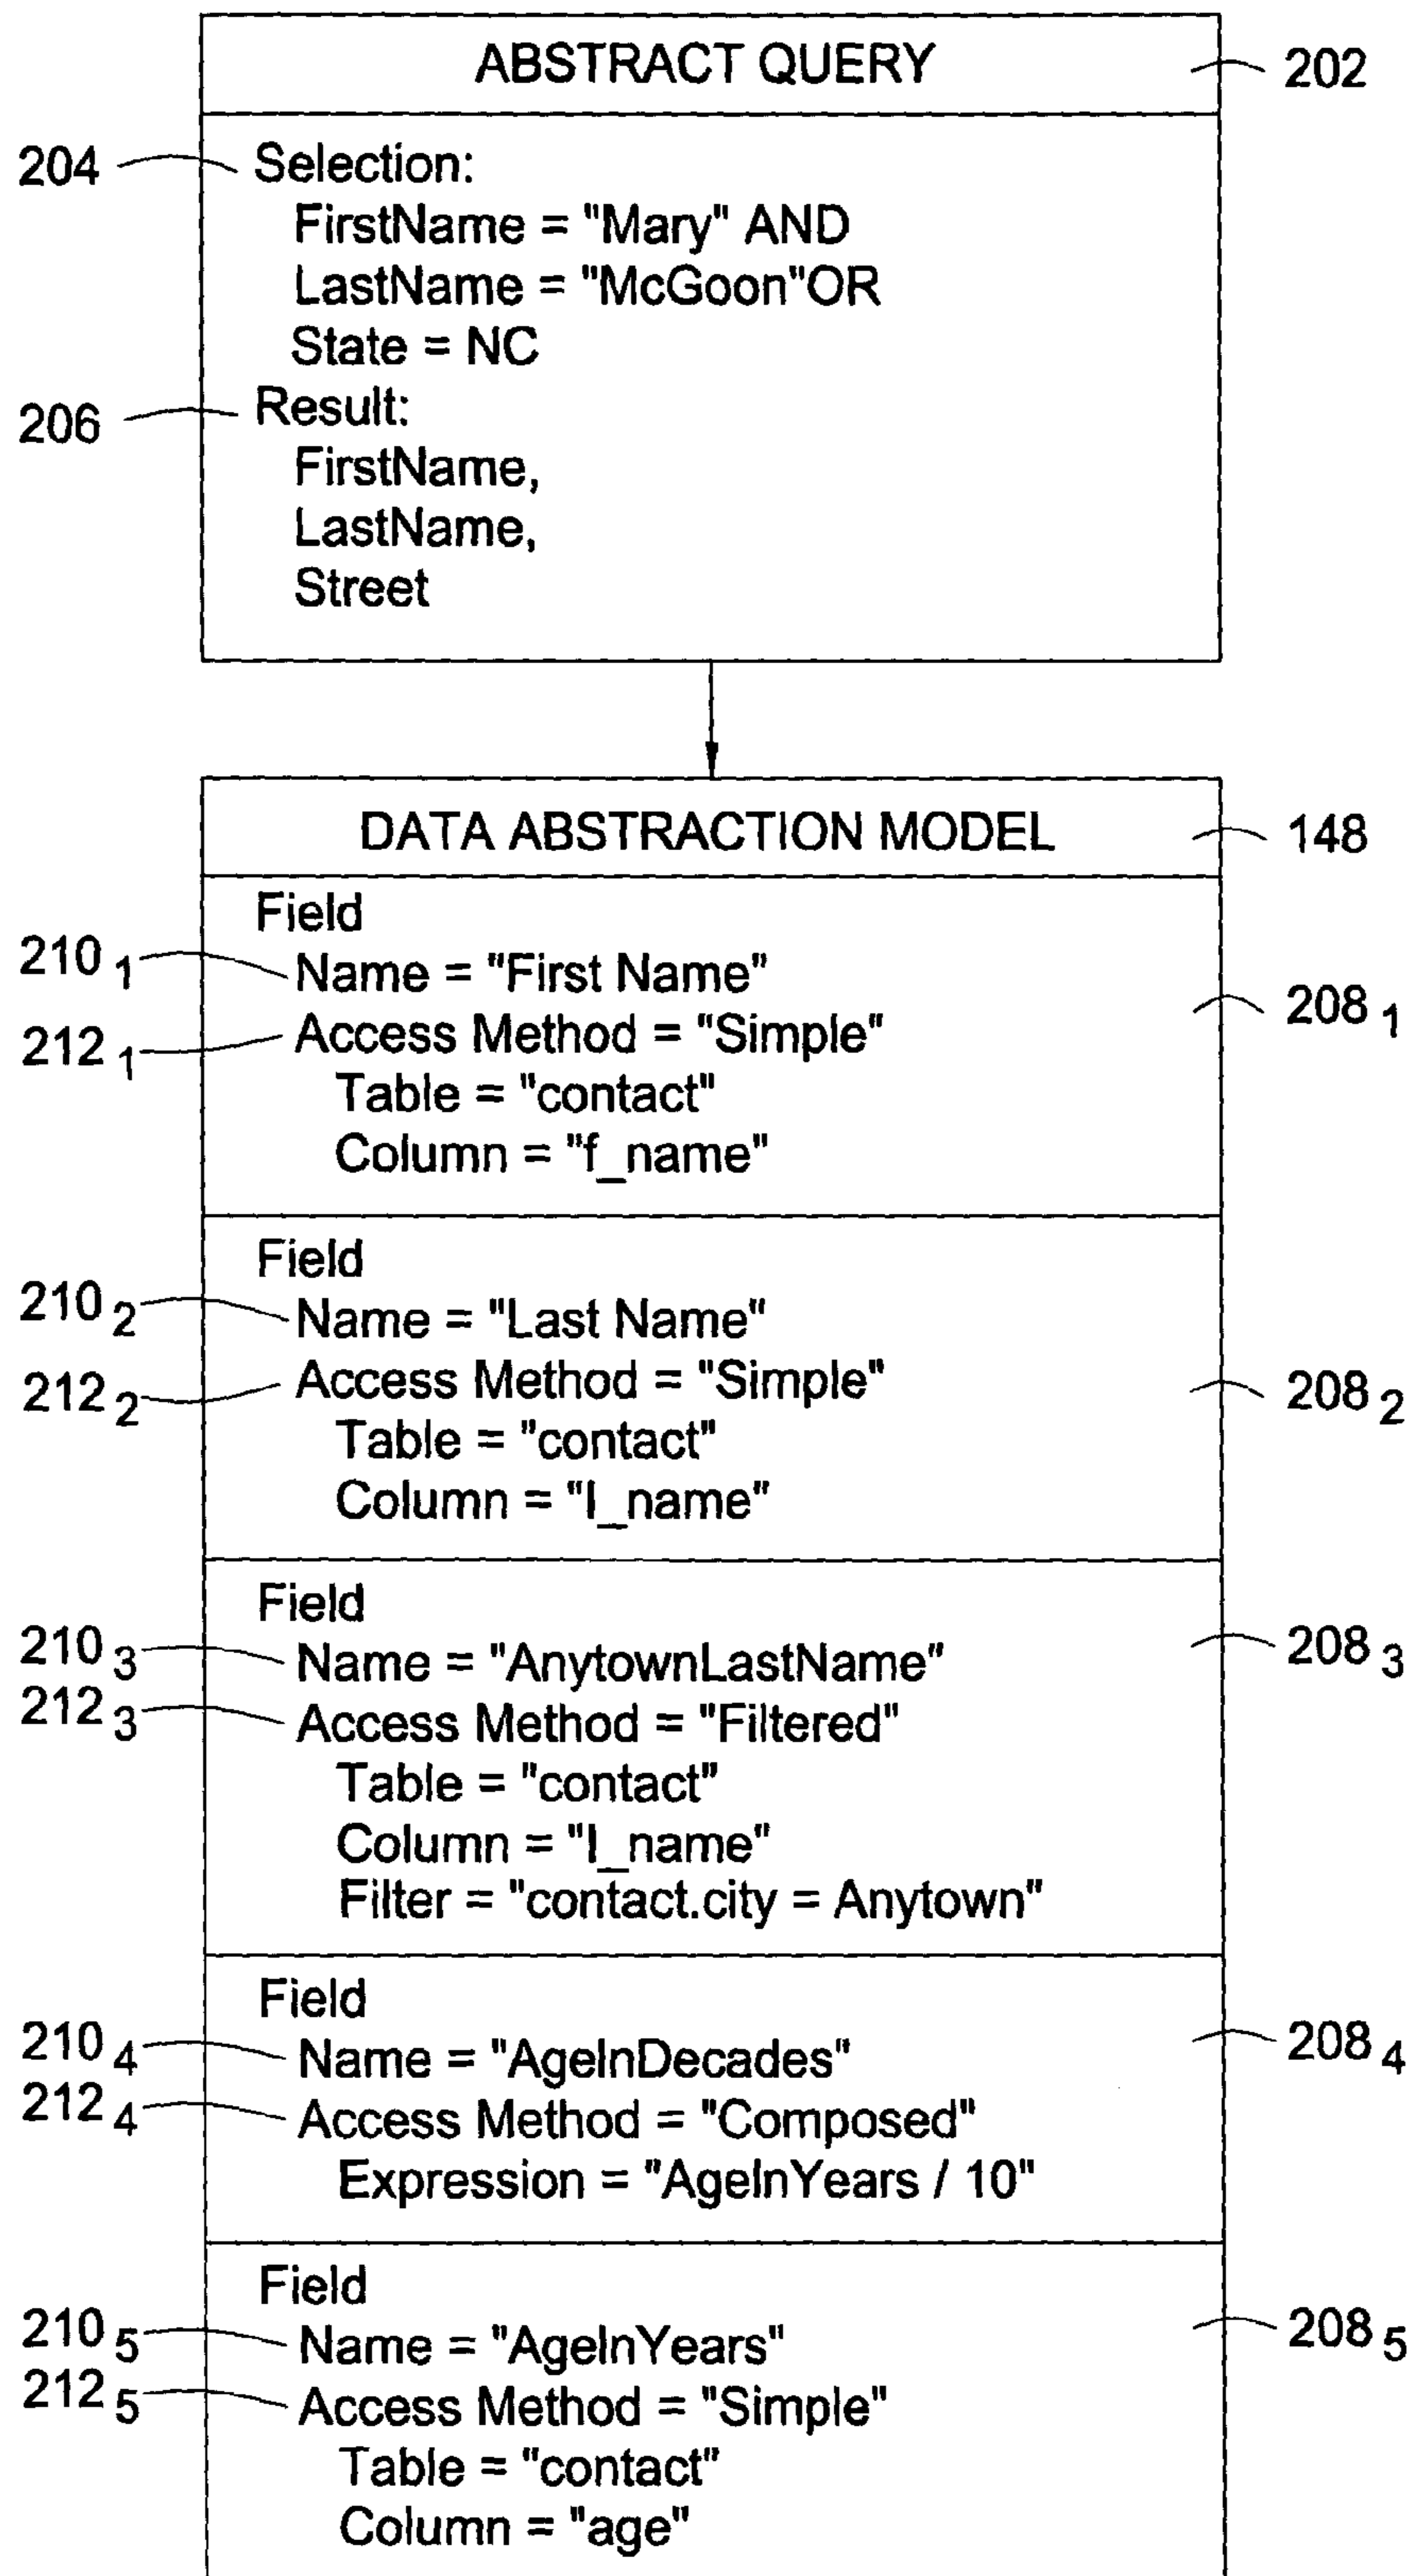 ABSTRACT QUERY 202
204 Selection:
FirstName = "Mary" AND
LastName = "McGoon"OR
State = NC
206 Result:
FirstName,
LastName,
Street
DATA ABSTRACTION MODEL 148
Field
210 1 Name = "First Name" 208 1
212 1 Access Method = "Simple"
Table = "contact"
Column = "f_name"
Field
210 2 Name = "Last Name"
212 2 Access Method = "Simple" 208 2
Table = "contact"
Column = "l_name"
Field
210 3 Name = "AnytownLastName" 208 3
212 3 Access Method = "Filtered"
Table = "contact"
Column = "l_name"
Filter = "contact.city = Anytown"
Field
210 4 Name = "AgeInDecades" 208 4
212 4 Access Method = "Composed"
Expression = "AgeInYears / 10"
Field
210 5 Name = "AgeInYears" 208 5
212 5 Access Method = "Simple"
Table = "contact"
Column = "age"